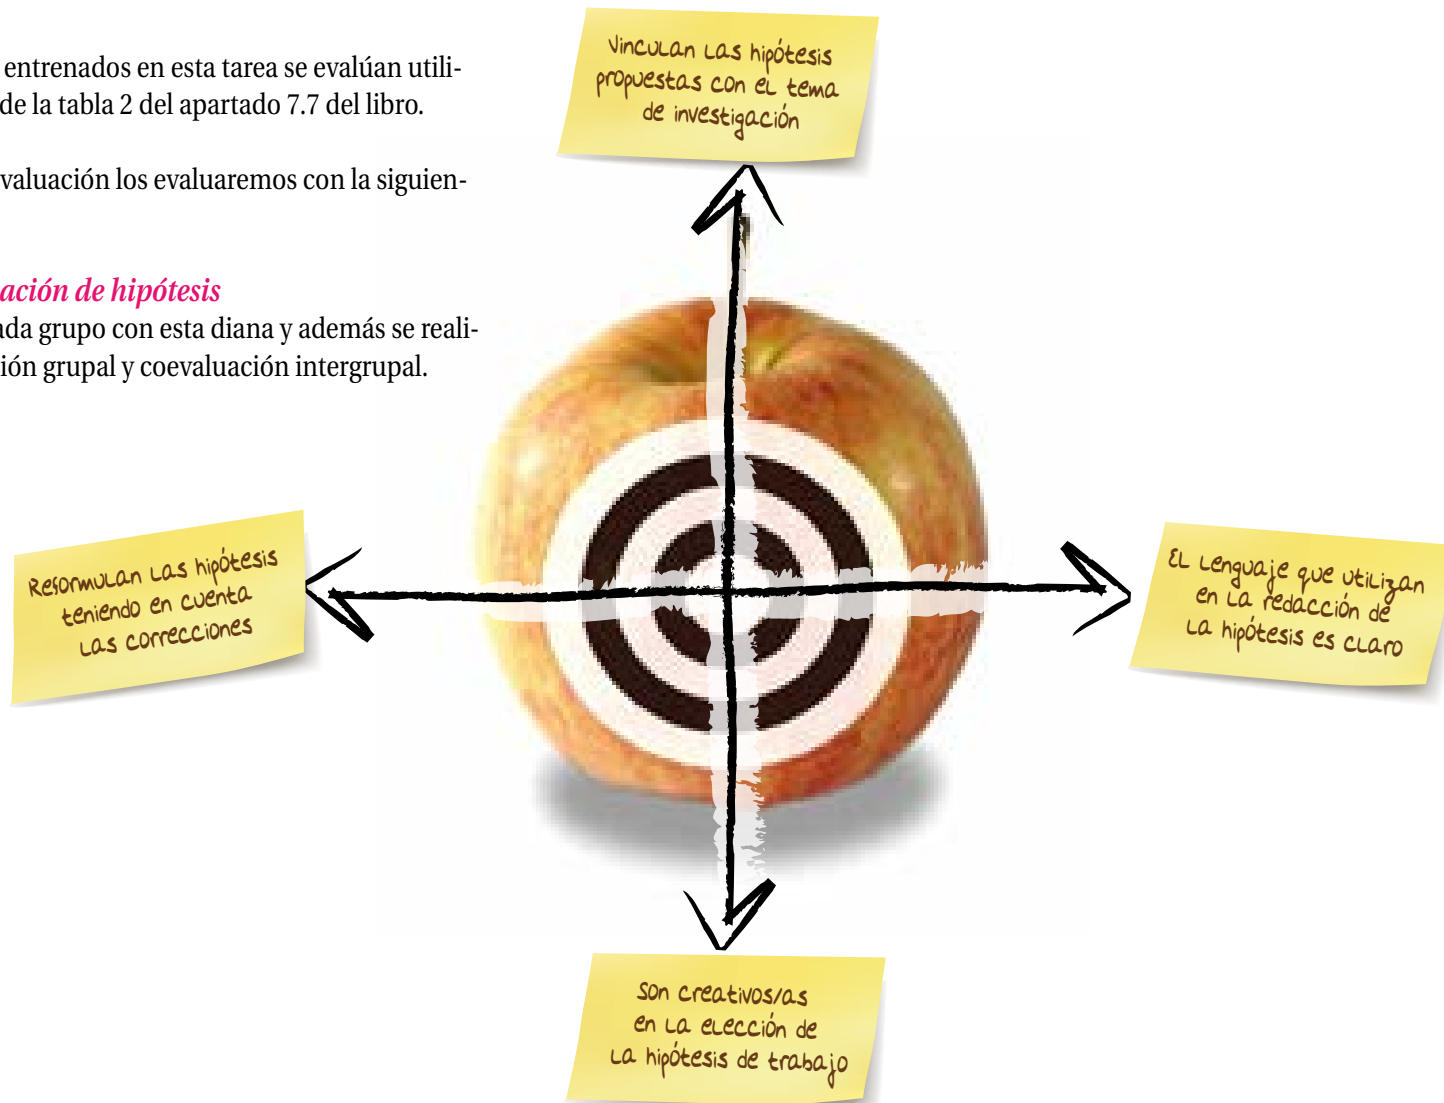 entrenados en esta tarea se evalúan utili-
de la tabla 2 del apartado 7.7 del libro.
valuación los evaluaremos con la siguien-
ación de hipótesis
ada grupo con esta diana y además se reali-
ión grupal y coevaluación intergrupal.
Vinculan las hipótesis
propuestas con el tema
de investigación
Reformulan las hipótesis
teniendo en cuenta
las correcciones
El lenguaje que utilizan
en la redacción de
la hipótesis es claro
Son creativos/as
en la elección de
la hipótesis de trabajo